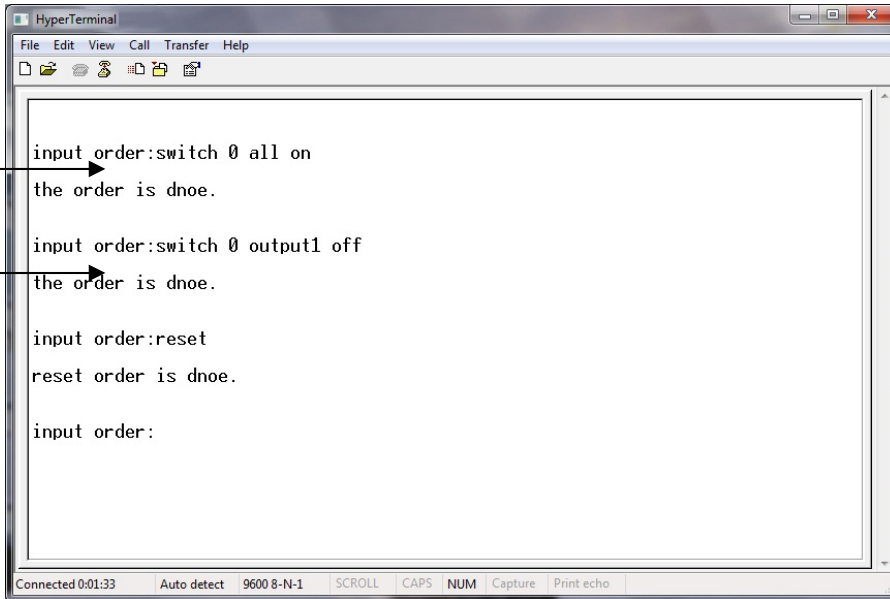 HyperTerminal
File Edit View Call Transfer Help
input order:switch 0 all on
the order is dnoe.
input order:switch 0 output1 off
the order is dnoe.
input order:reset
reset order is dnoe.
input order:
Connected 0:01:33 Auto detect 9600 8-N-1 SCROLL CAPS NUM Capture Print echo